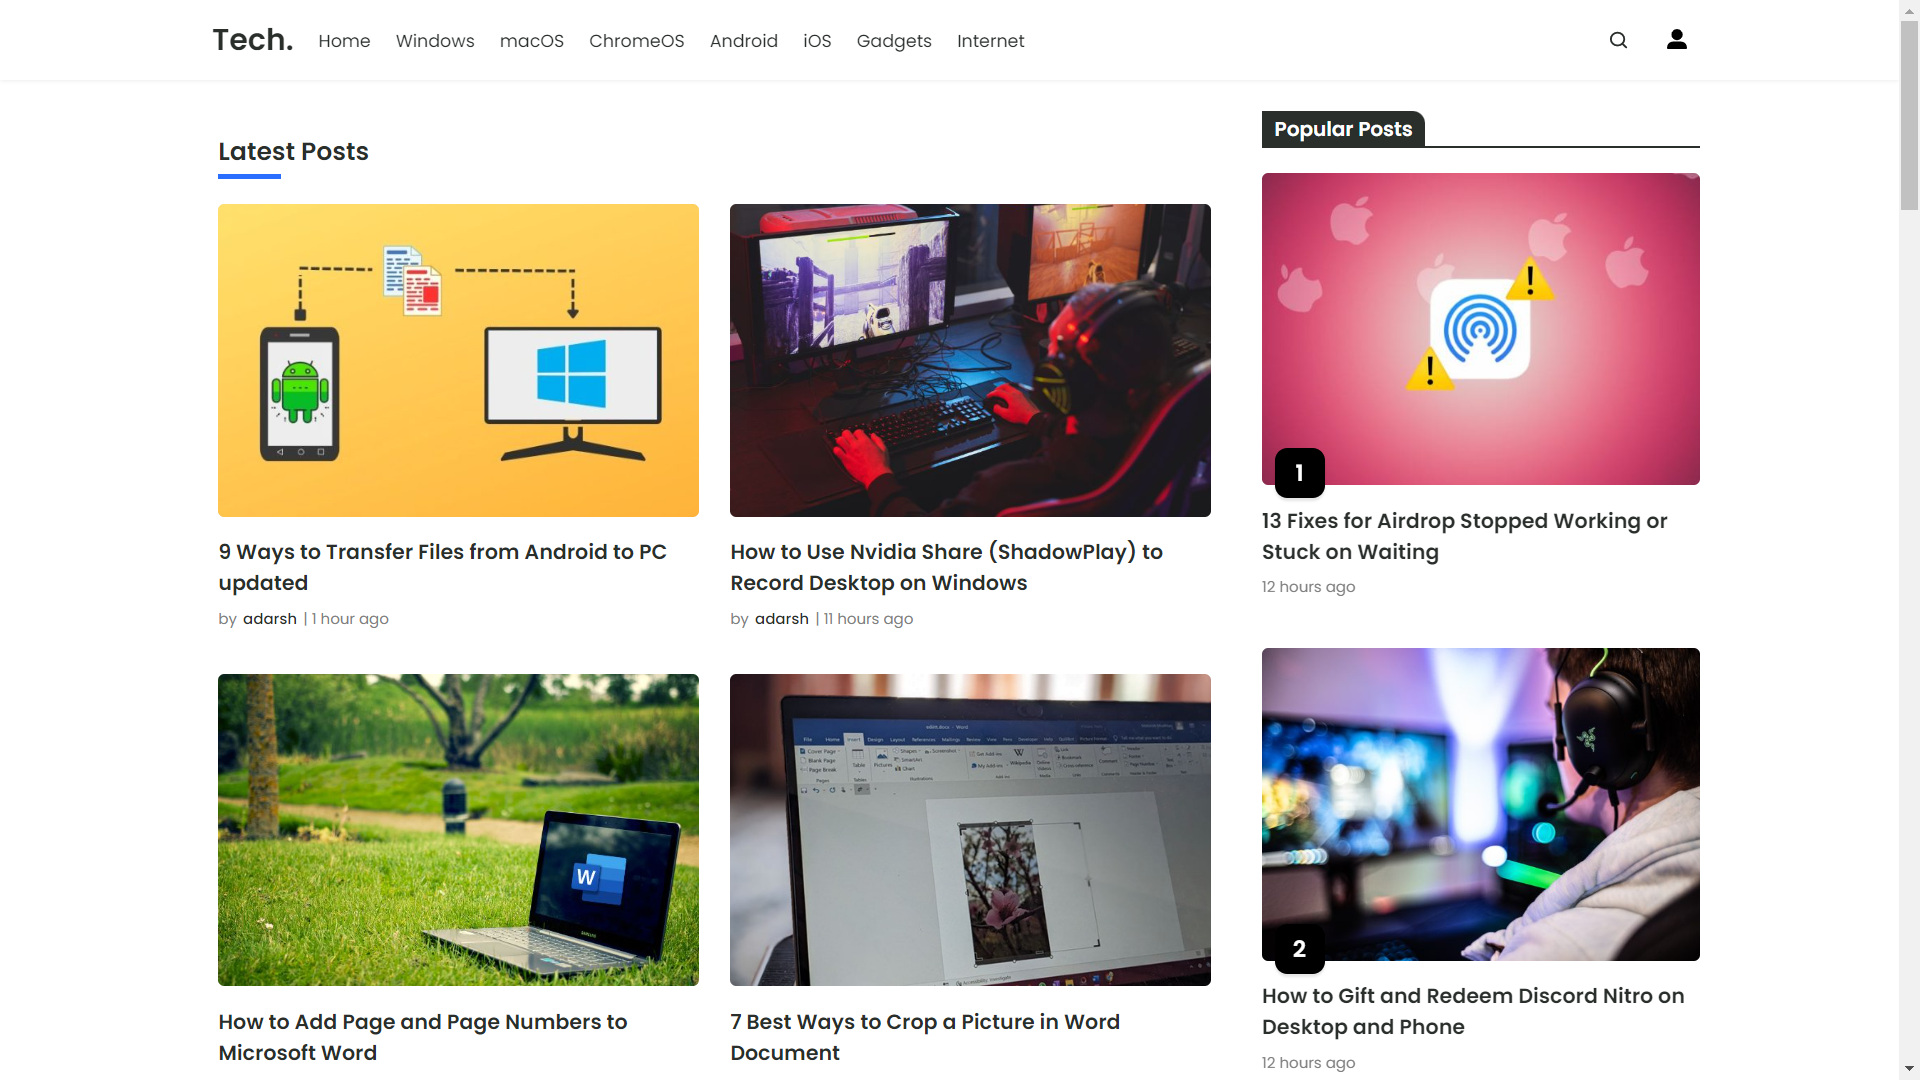 Tech.
Home
Windows
macOS
ChromeOS
Android
iOS
Gadgets
Internet
Latest Posts
9 Ways to Transfer Files from Android to PC
updated
by adarsh | 1 hour ago
How to Use Nvidia Share (ShadowPlay) to
Record Desktop on Windows
by adarsh | 11 hours ago
W
How to Add Page and Page Numbers to
Microsoft Word
7 Best Ways to Crop a Picture in Word
Document
Popular Posts
1
13 Fixes for Airdrop Stopped Working or
Stuck on Waiting
12 hours ago
2
How to Gift and Redeem Discord Nitro on
Desktop and Phone
12 hours ago